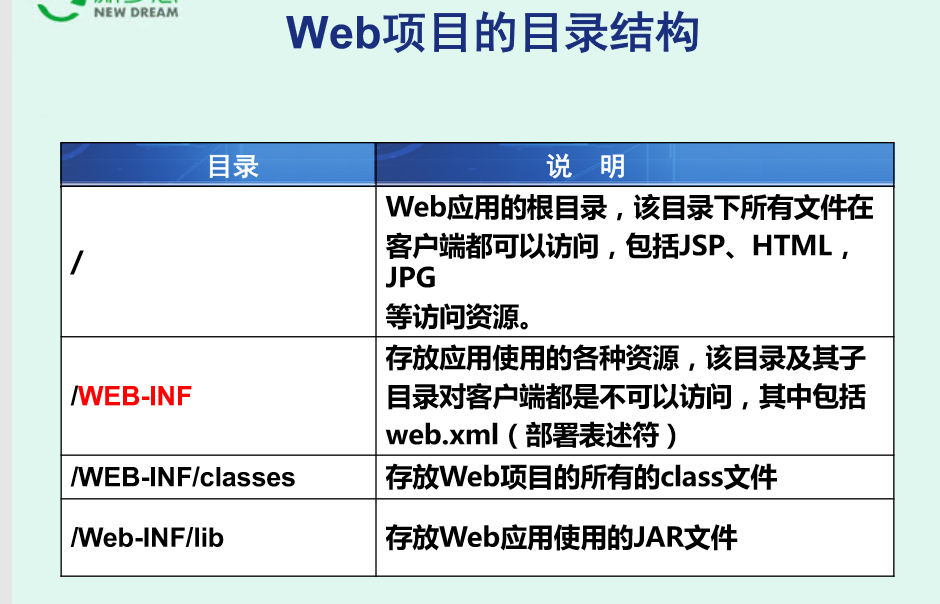 NEW DREAM
Web项目的目录结构
目录
说 明
/
Web应用的根目录，该目录下所有文件在
客户端都可以访问，包括JSP、HTML，
JPG
等访问资源。
/WEB-INF
存放应用使用的各种资源，该目录及其子
目录对客户端都是不可以访问，其中包括
web.xml（部署表述符）
/WEB-INF/classes
存放Web项目的所有的class文件
/Web-INF/lib
存放Web应用使用的JAR文件